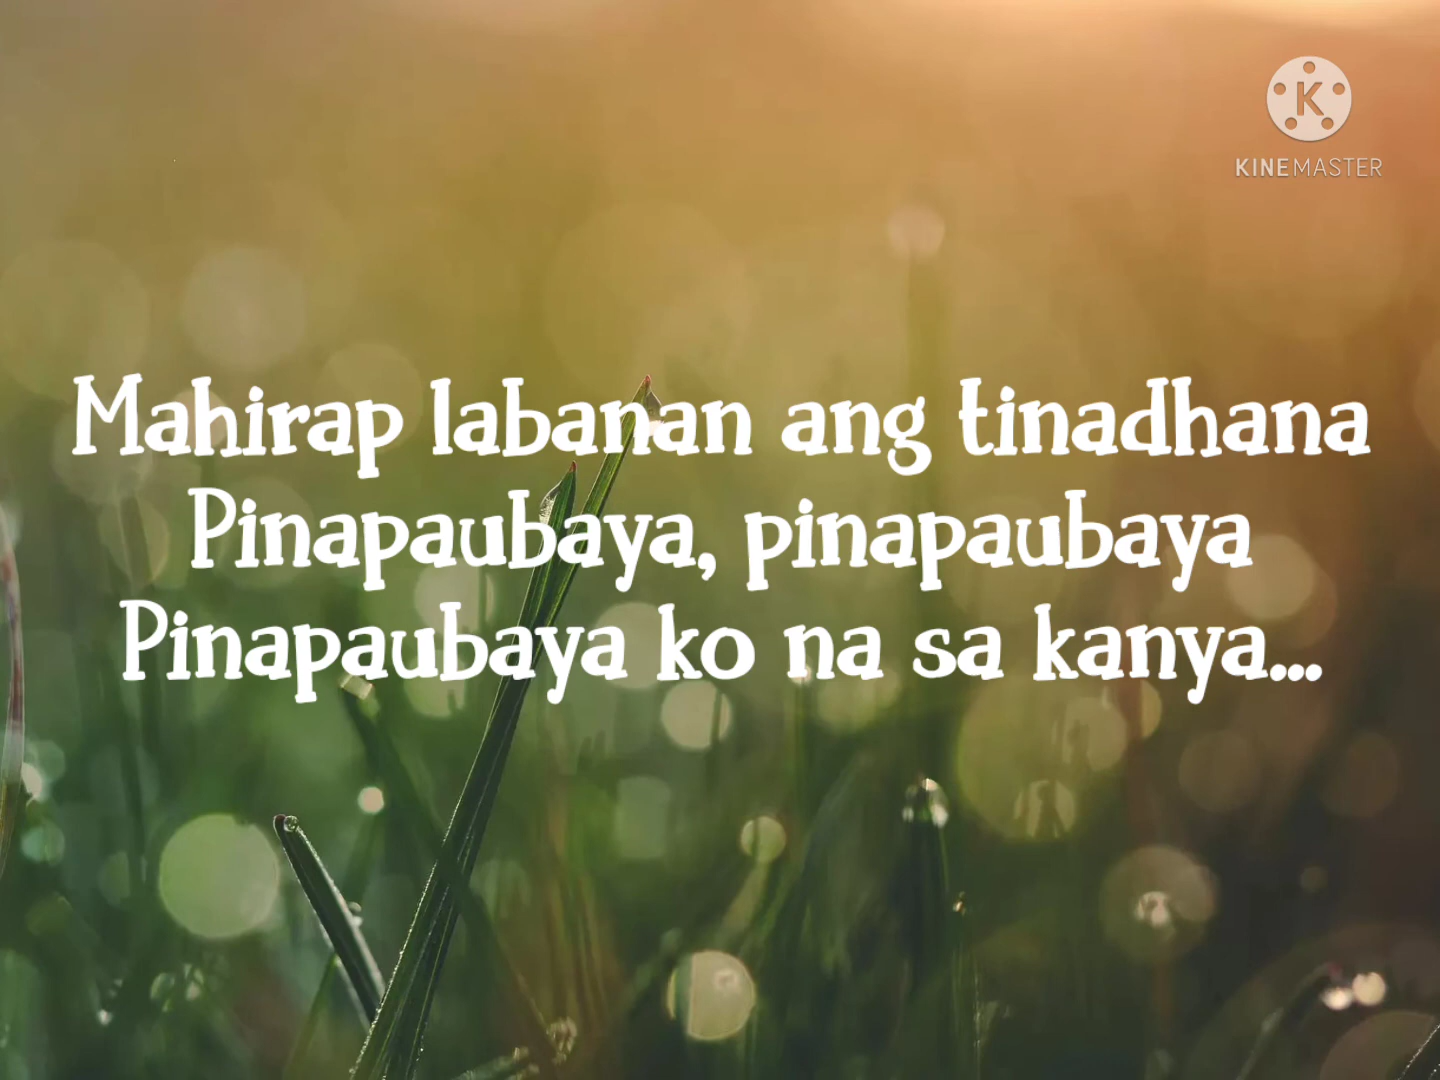 K
KINEMASTER
Mahirap labanan ang tinadhana
Pinapaubaya, pinapaubaya
Pinapaubaya ko na sa kanya...